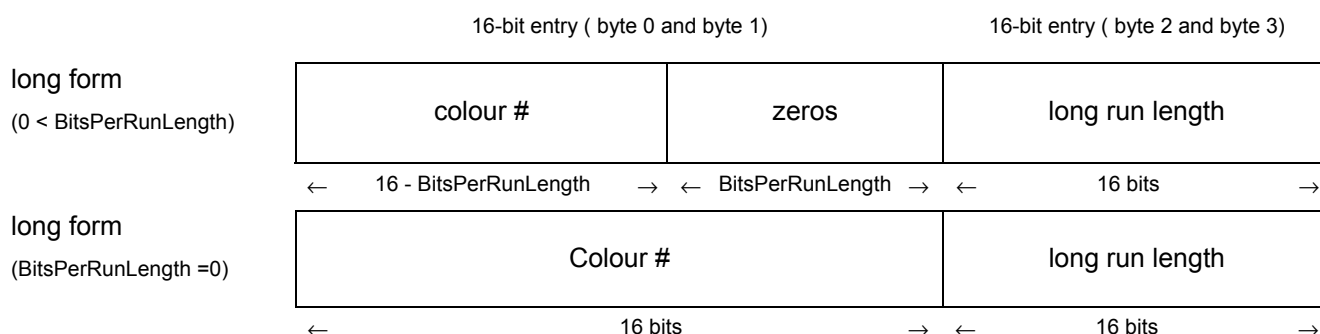 16-bit entry ( byte 0 and byte 1) 16-bit entry ( byte 2 and byte 3)
long form
(0 < BitsPerRunLength)
colour # zeros long run length
← 16 - BitsPerRunLength → ← BitsPerRunLength → ← 16 bits →
long form
(BitsPerRunLength =0)
Colour # long run length
← 16 bits → ← 16 bits →